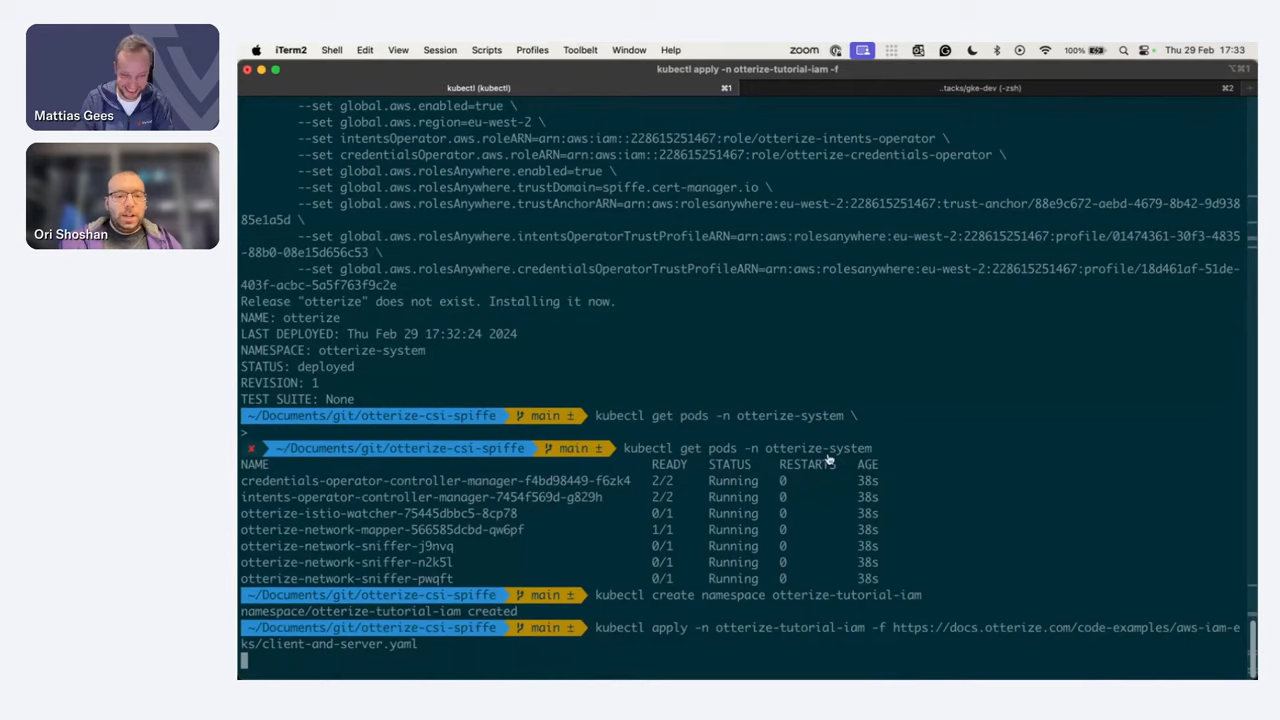 Mattias Gees
Ori Shoshan
iTerm2 Shell Edit View Session Scripts Profiles Toolbelt Window Help zoom 100% Thu 29 Feb 17:33
kubectl apply -n otterize-tutorial-iam -f ⌥⌘1
kubectl (kubectl) ⌘1 ..tacks/gke-dev (-zsh) ⌘2
--set global.aws.enabled=true \
--set global.aws.region=eu-west-2 \
--set intentsOperator.aws.roleARN=arn:aws:iam::228615251467:role/otterize-intents-operator \
--set credentialsOperator.aws.roleARN=arn:aws:iam::228615251467:role/otterize-credentials-operator \
--set global.aws.rolesAnywhere.enabled=true \
--set global.aws.rolesAnywhere.trustDomain=spiffe.cert-manager.io \
--set global.aws.rolesAnywhere.trustAnchorARN=arn:aws:rolesanywhere:eu-west-2:228615251467:trust-anchor/88e9c672-aebd-4679-8b42-9d938
85e1a5d \
--set global.aws.rolesAnywhere.intentsOperatorTrustProfileARN=arn:aws:rolesanywhere:eu-west-2:228615251467:profile/01474361-30f3-4835
-88b0-08e15d656c53 \
--set global.aws.rolesAnywhere.credentialsOperatorTrustProfileARN=arn:aws:rolesanywhere:eu-west-2:228615251467:profile/18d461af-51de-
403f-acbc-5a5f763f9c2e
Release "otterize" does not exist. Installing it now.
NAME: otterize
LAST DEPLOYED: Thu Feb 29 17:32:24 2024
NAMESPACE: otterize-system
STATUS: deployed
REVISION: 1
TEST SUITE: None
~/Documents/git/otterize-csi-spiffe main ± kubectl get pods -n otterize-system \
>
✘ ~/Documents/git/otterize-csi-spiffe main ± kubectl get pods -n otterize-system
NAME READY STATUS RESTARTS AGE
credentials-operator-controller-manager-f4bd98449-f6zk4 2/2 Running 0 38s
intents-operator-controller-manager-7454f569d-g829h 2/2 Running 0 38s
otterize-istio-watcher-75445dbbc5-8cp78 0/1 Running 0 38s
otterize-network-mapper-566585dcbd-qw6pf 1/1 Running 0 38s
otterize-network-sniffer-j9nvq 0/1 Running 0 38s
otterize-network-sniffer-n2k5l 0/1 Running 0 38s
otterize-network-sniffer-pwqft 0/1 Running 0 38s
~/Documents/git/otterize-csi-spiffe main ± kubectl create namespace otterize-tutorial-iam
namespace/otterize-tutorial-iam created
~/Documents/git/otterize-csi-spiffe main ± kubectl apply -n otterize-tutorial-iam -f https://docs.otterize.com/code-examples/aws-iam-e
ks/client-and-server.yaml